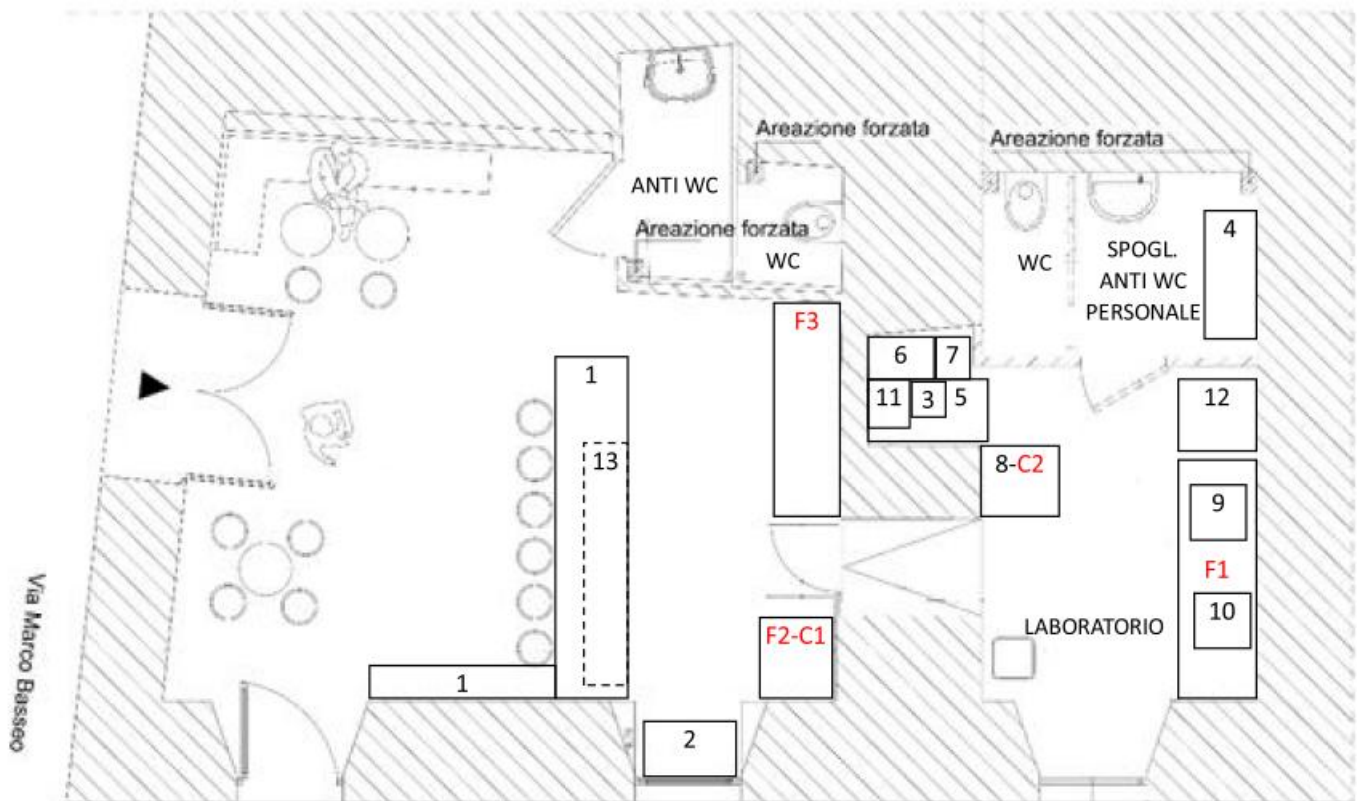 Areazione forzata
Areazione forzata
ANTI WC
Areazione forzata
WC
WC
SPOGL.
ANTI WC
PERSONALE
4
F3
6
7
1
11
3
5
12
13
8-C2
9
F1
10
F2-C1
LABORATORIO
1
2
Via Marco Basseo